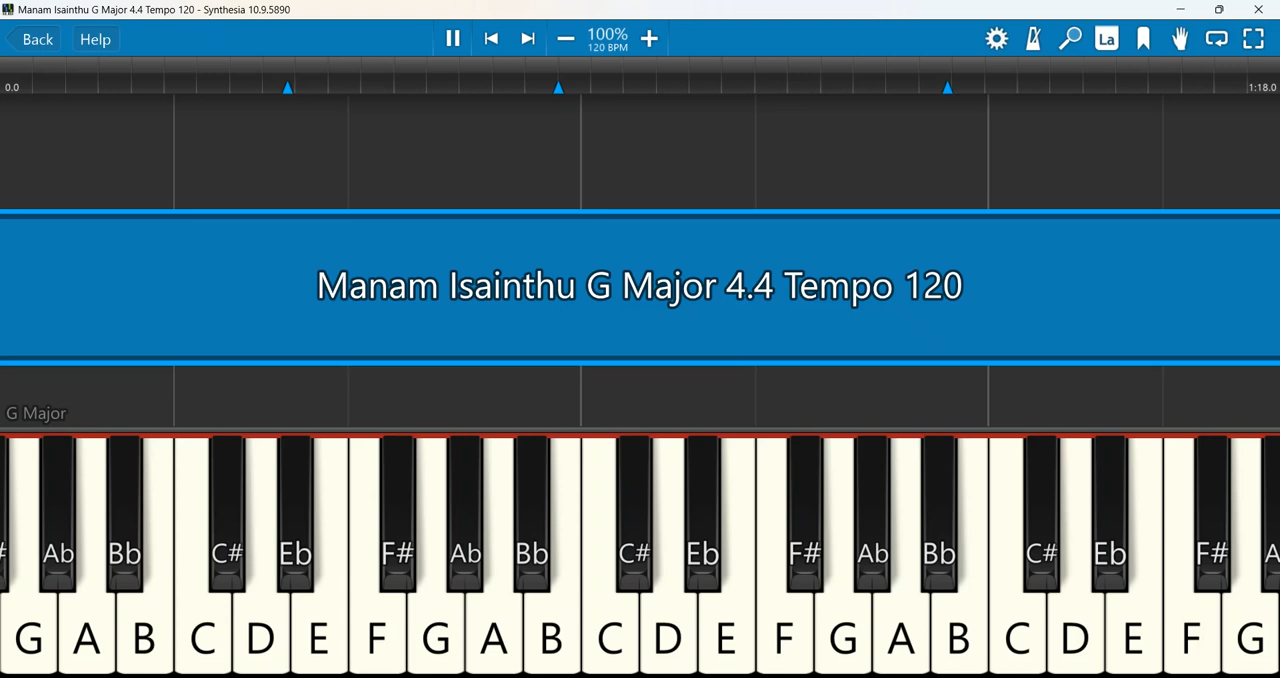 Manam Isainthu G Major 4.4 Tempo 120 - Synthesia 10.9.5890
Back Help 100% La
120 BPM
0.0 1:18.0
Manam Isainthu G Major 4.4 Tempo 120
G Major
# Ab Bb C# Eb F# Ab Bb C# Eb F# Ab Bb C# Eb F# A
G A B C D E F G A B C D E F G A B C D E F G